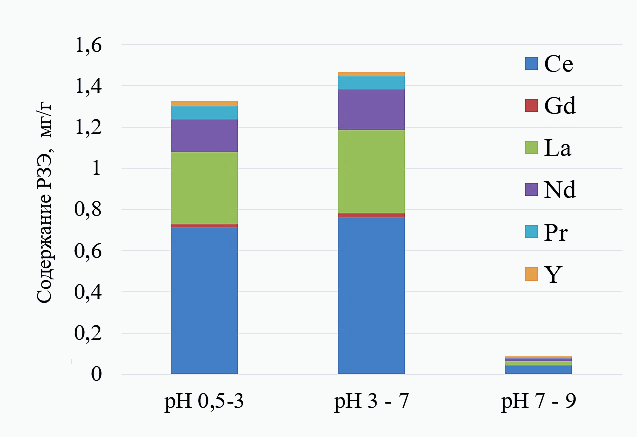 Содержание РЗЭ, мг/г
1,6
1,4
1,2
1
0,8
0,6
0,4
0,2
0
pH 0,5-3
pH 3 - 7
pH 7 - 9
Ce
Gd
La
Nd
Pr
Y